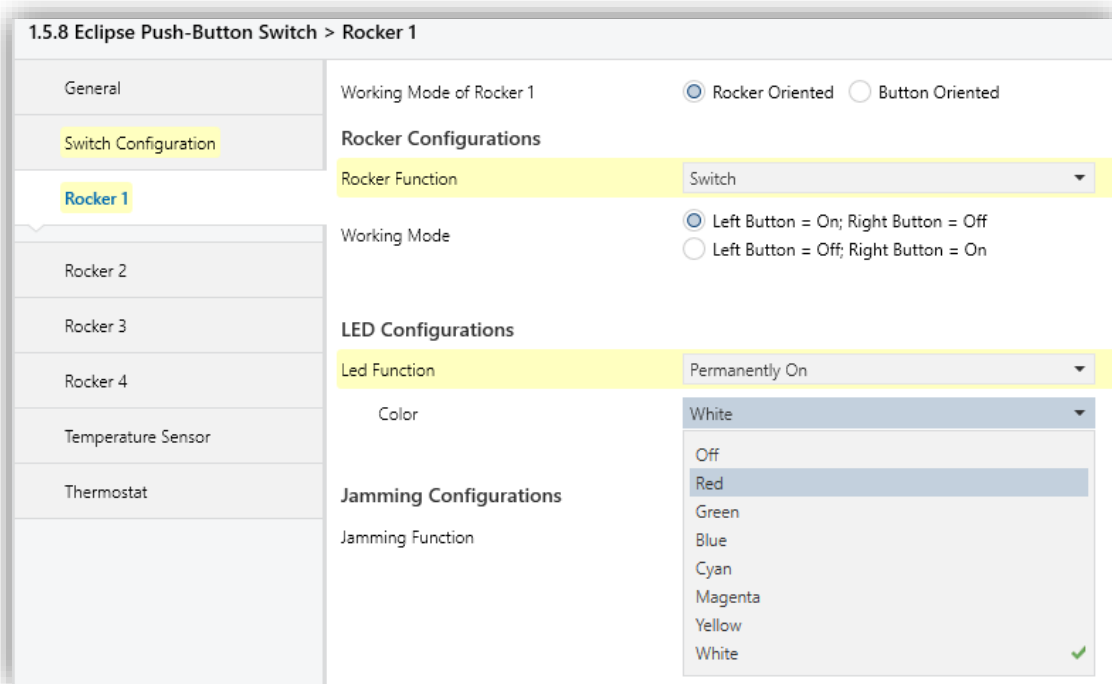 1.5.8 Eclipse Push-Button Switch > Rocker 1
General
Switch Configuration
Rocker 1
Rocker 2
Rocker 3
Rocker 4
Temperature Sensor
Thermostat
Working Mode of Rocker 1 Rocker Oriented Button Oriented
Rocker Configurations
Rocker Function Switch
Working Mode Left Button = On; Right Button = Off
Left Button = Off; Right Button = On
LED Configurations
Led Function Permanently On
Color White
Off
Red
Green
Blue
Cyan
Magenta
Yellow
White
Jamming Configurations
Jamming Function